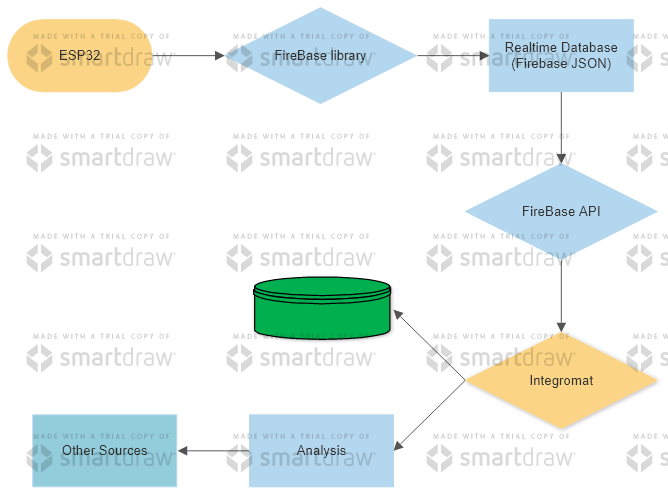 ESP32
FireBase library
Realtime Database
(Firebase JSON)
FireBase API
Integromat
Analysis
Other Sources
MADE WITH A TRIAL COPY OF
smartdraw